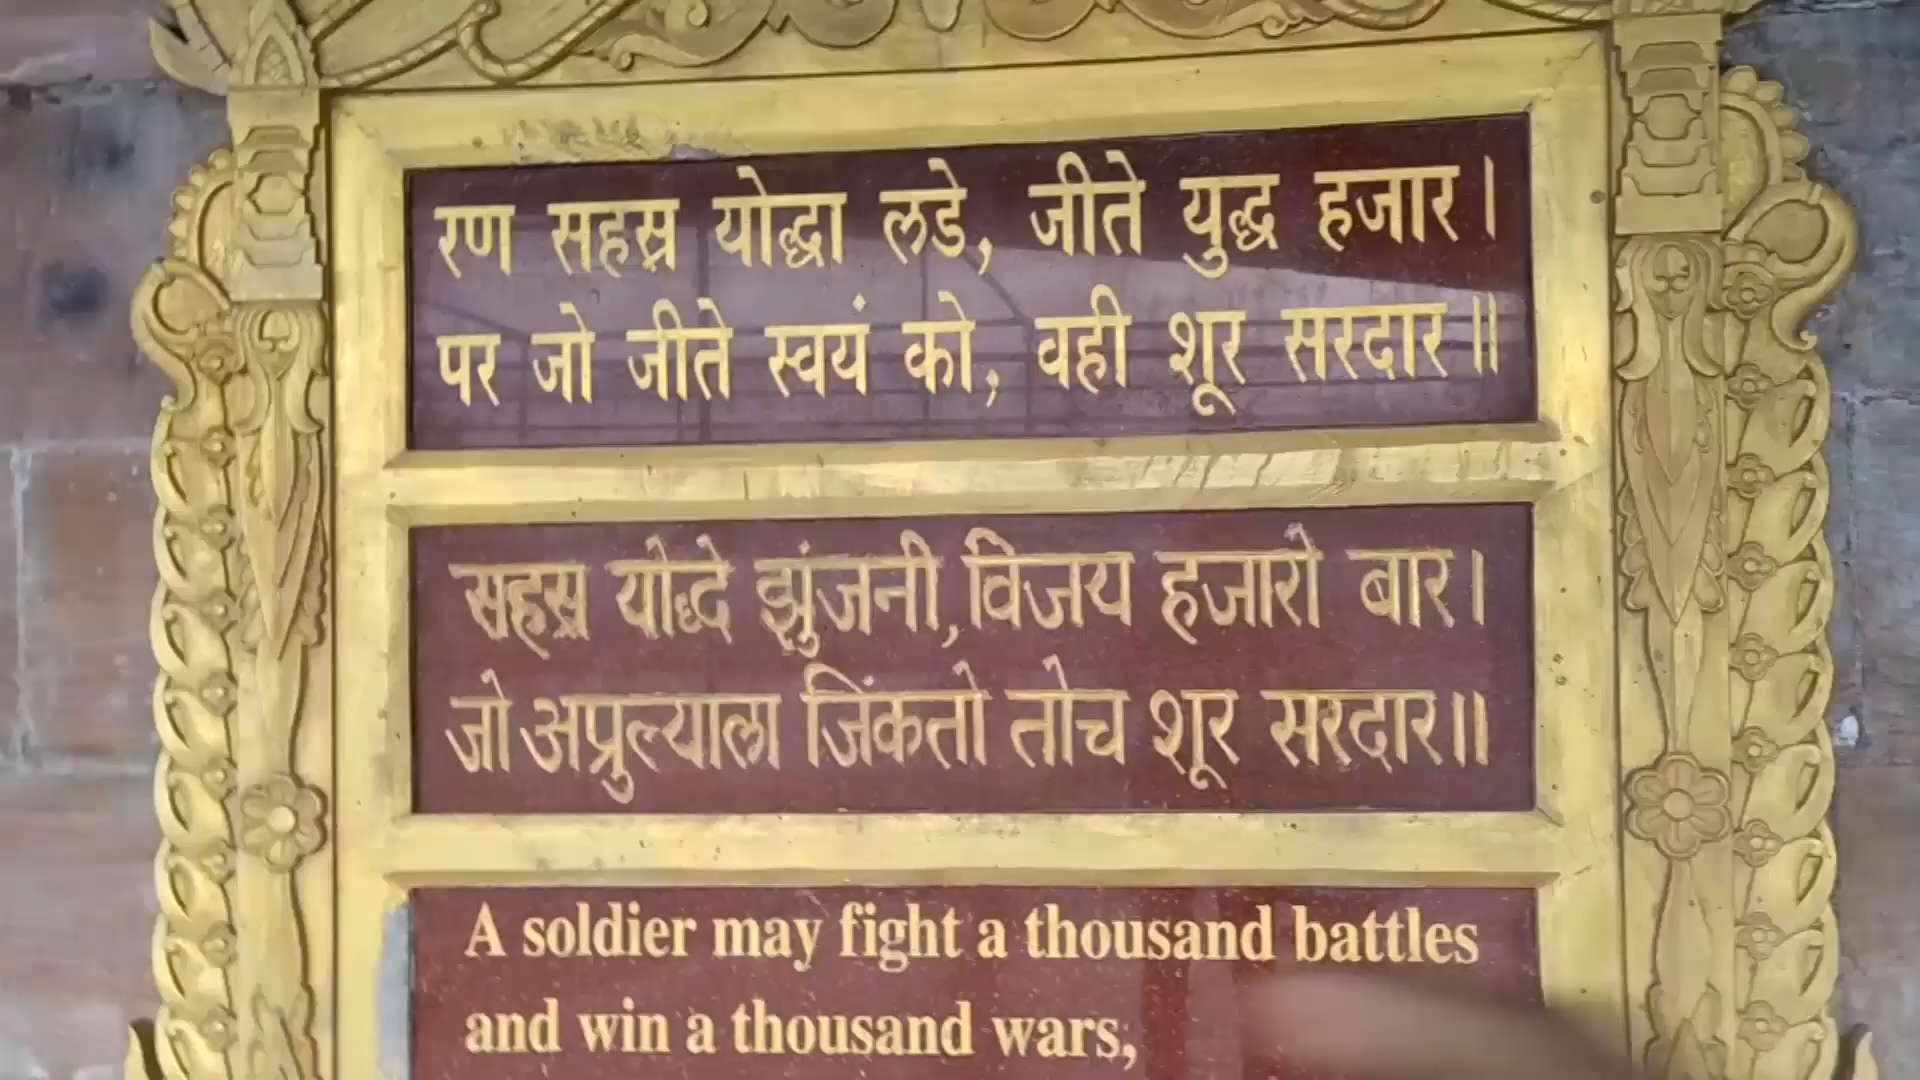 रण सहस्र योद्धा लडे, जीते युद्ध हजार।
पर जो जीते स्वयं को, वही शूर सरदार॥
सहस्र योद्दे झुंजनी, विजय हजारो बार।
जो अप्रुल्याला जिंकतो तोच शूर सरदार॥
A soldier may fight a thousand battles
and win a thousand wars,